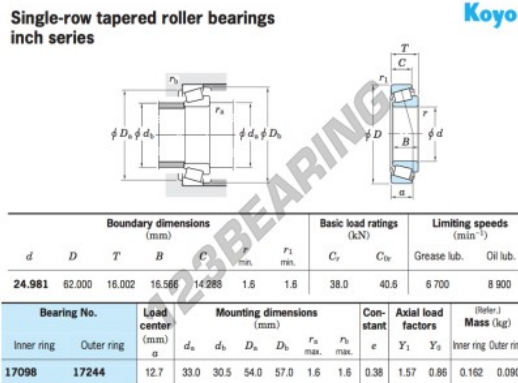 Single-row tapered roller bearings
inch series
Koyo
T
C
r1
r
B
φD
φd
a
rb
ra
φDa φdb
φda φDb
123BEARING
Boundary dimensions
(mm)
Basic load ratings
(kN)
Limiting speeds
(min⁻¹)
d D T B C r min. r1 min. Cr C0r Grease lub. Oil lub.
24.981 62.000 16.002 16.566 14.288 1.6 1.6 38.0 40.6 6 700 8 900
Bearing No.
Load center (mm) a
Mounting dimensions
(mm)
Con-stant e
Axial load factors
(Refer.)
Mass (kg)
Inner ring Outer ring da db Da Db ra max. rb max. Y1 Y0 Inner ring Outer ring
17098 17244 12.7 33.0 30.5 54.0 57.0 1.6 1.6 0.38 1.57 0.86 0.162 0.090